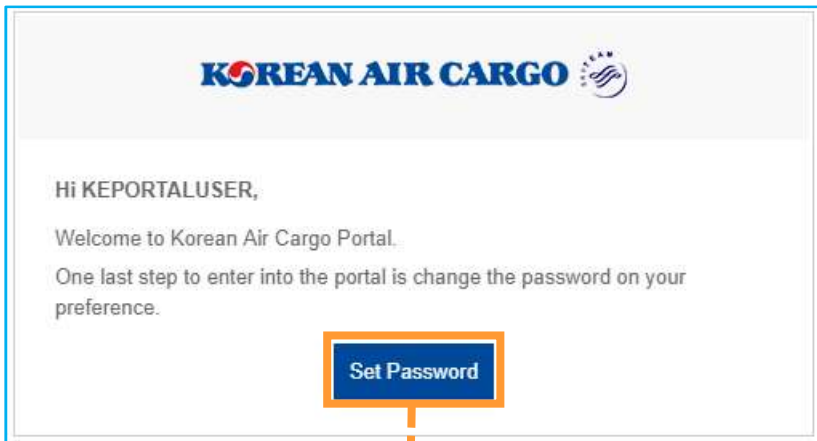 KOREAN AIR CARGO SKYTEAM
Hi KEPORTALUSER,
Welcome to Korean Air Cargo Portal.
One last step to enter into the portal is change the password on your
preference.
Set Password